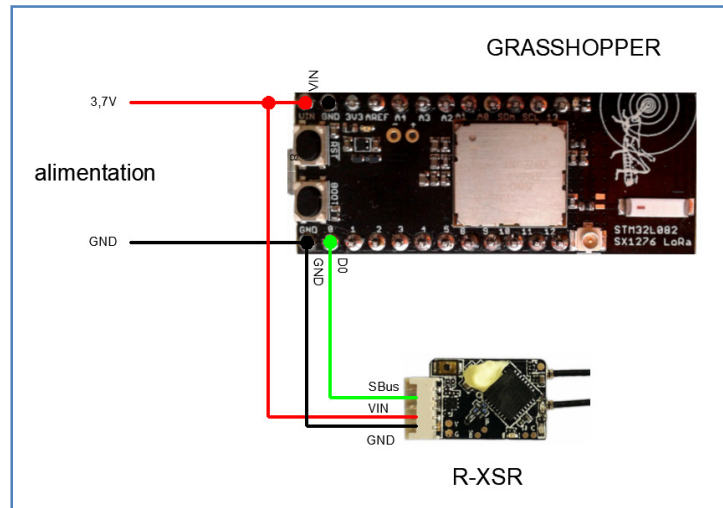 GRASSHOPPER
VIN
3,7V
VIN GND 3V3 AREF A4 A3 A2 A1 A0 SDA SCL 13
- +
RST
alimentation
BOOT
GND
GND 0 1 2 3 4 5 8 9 10 11 12
STM32L082
SX1276 LoRa
GND
D0
SBus
VIN
GND
R-XSR